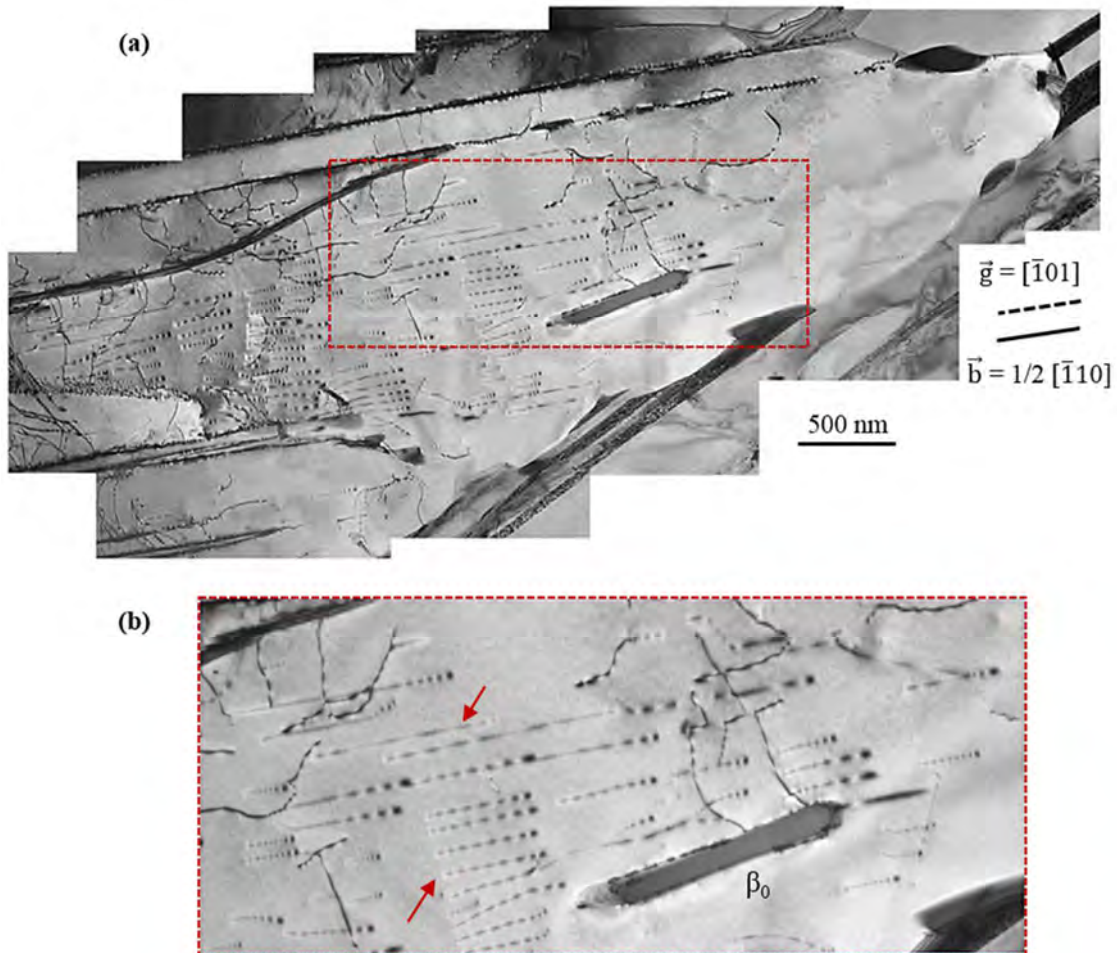 (a)
g⃗ = [1̅01]
b⃗ = 1/2 [1̅10]
500 nm
(b)
β₀